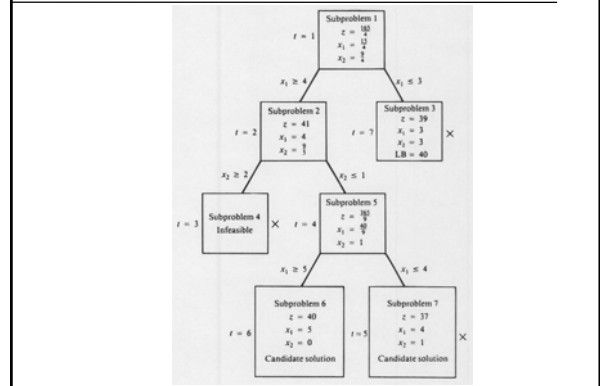 Subproblem 1
t = 1
z = 165/4
x₁ = 15/4
x₂ = 9/4
x₁ ≥ 4
x₁ ≤ 3
Subproblem 2
t = 2
z = 41
x₁ = 4
x₂ = 9/5
Subproblem 3
t = 7
z = 39
x₁ = 3
x₂ = 3
LB = 40
×
x₂ ≥ 2
x₂ ≤ 1
t = 3
Subproblem 4
Infeasible
×
Subproblem 5
t = 4
z = 365/9
x₁ = 40/9
x₂ = 1
x₁ ≥ 5
x₁ ≤ 4
Subproblem 6
t = 6
z = 40
x₁ = 5
x₂ = 0
Candidate solution
Subproblem 7
t = 5
z = 37
x₁ = 4
x₂ = 1
Candidate solution
×